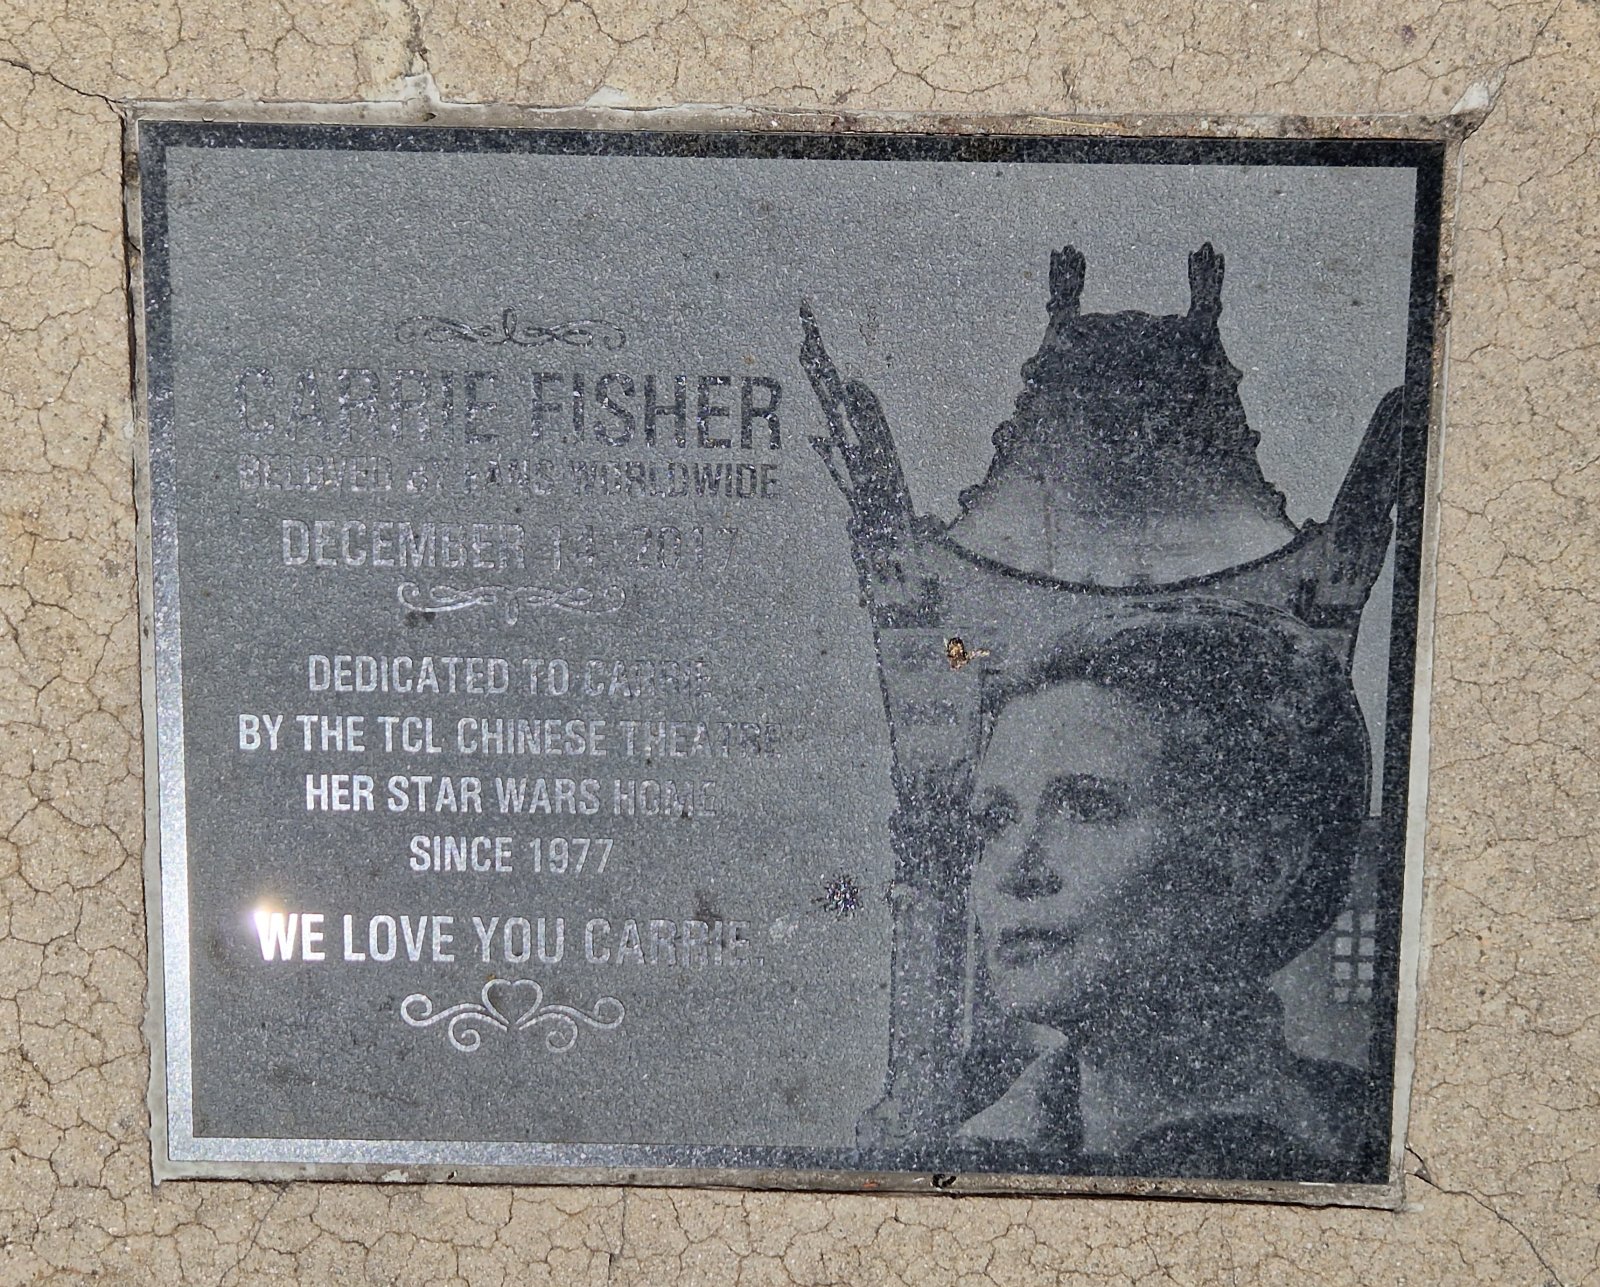 CARRIE FISHER
BELOVED BY FANS WORLDWIDE
DECEMBER 14, 2017
DEDICATED TO CARRIE
BY THE TCL CHINESE THEATRE
HER STAR WARS HOME
SINCE 1977
WE LOVE YOU CARRIE.